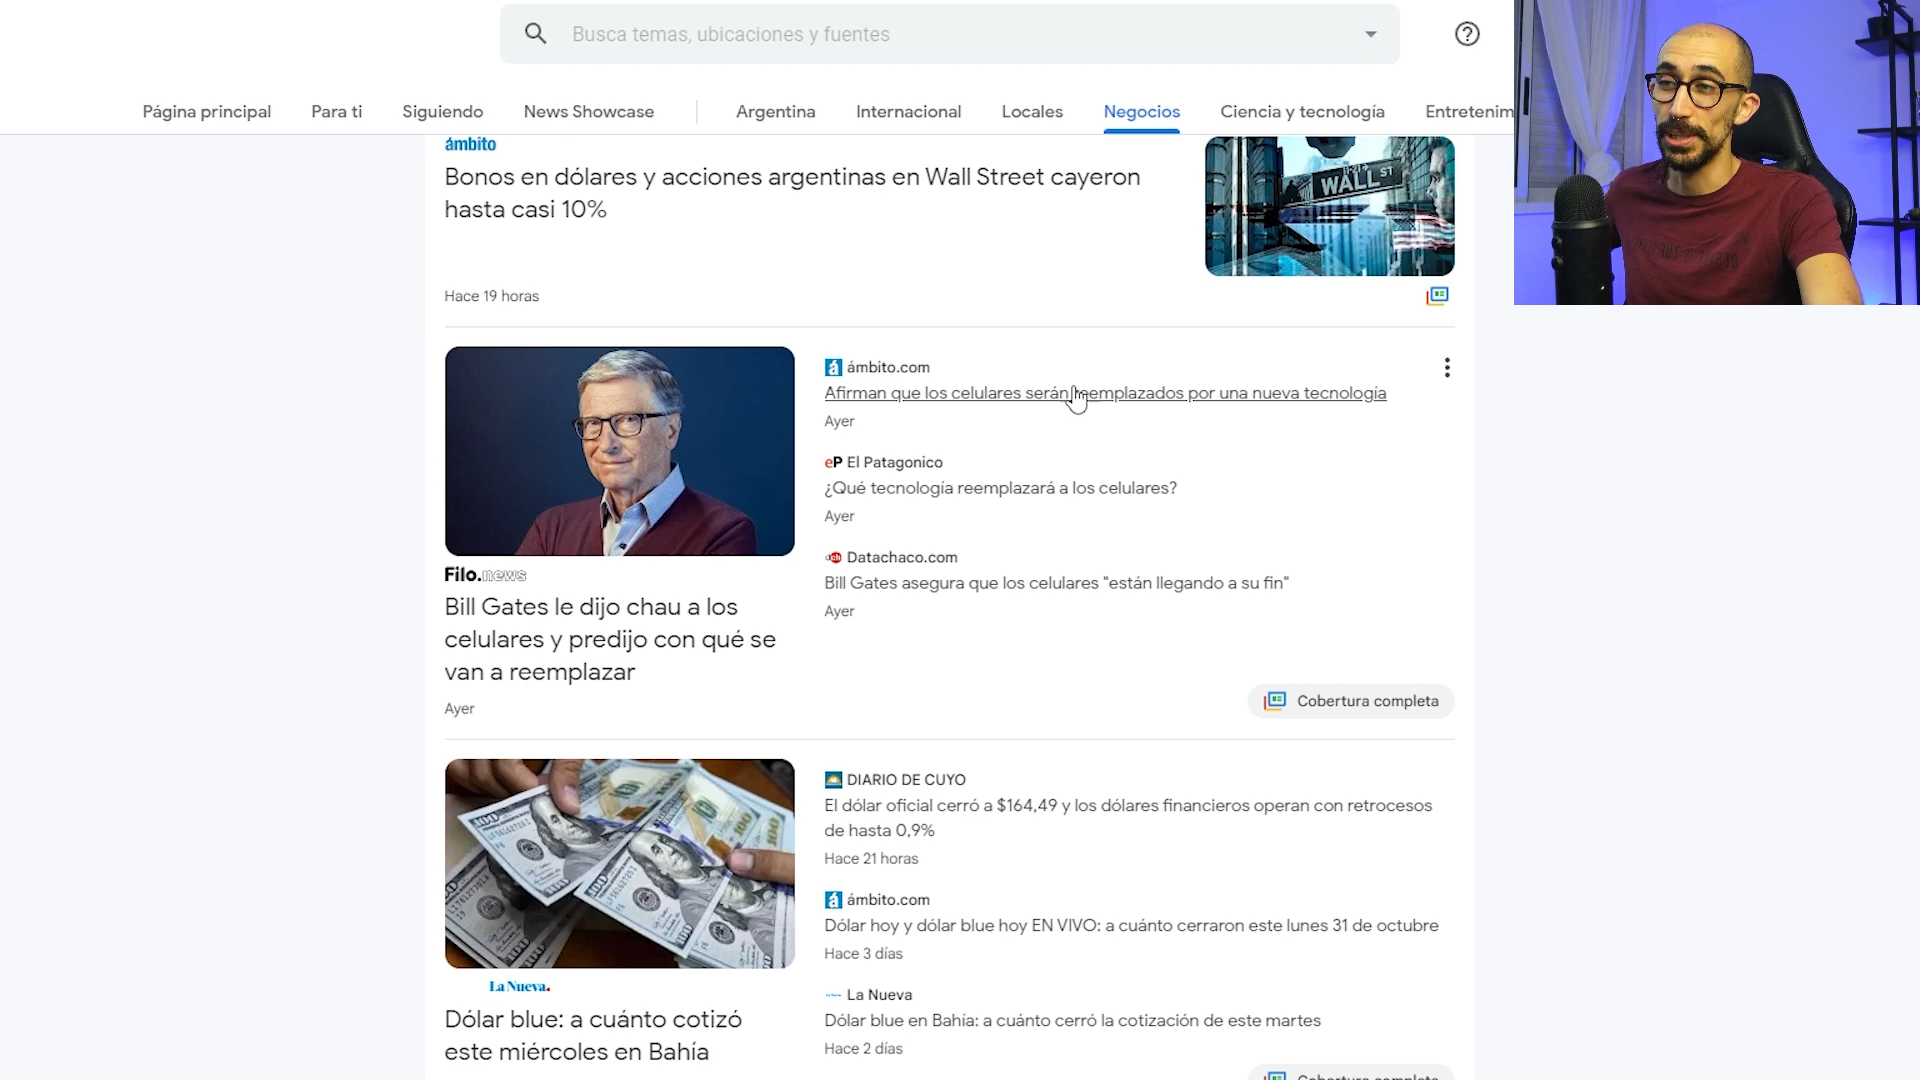 Busca temas, ubicaciones y fuentes
Página principal
Para ti
Siguiendo
News Showcase
Argentina
Internacional
Locales
Negocios
Ciencia y tecnología
Entretenim
ámbito
Bonos en dólares y acciones argentinas en Wall Street cayeron
hasta casi 10%
WALL ST
Hace 19 horas
ámbito.com
Afirman que los celulares serán reemplazados por una nueva tecnología
Ayer
eP El Patagonico
¿Qué tecnología reemplazará a los celulares?
Ayer
Datachaco.com
Bill Gates asegura que los celulares "están llegando a su fin"
Ayer
Filo.news
Bill Gates le dijo chau a los
celulares y predijo con qué se
van a reemplazar
Ayer
Cobertura completa
DIARIO DE CUYO
El dólar oficial cerró a $164,49 y los dólares financieros operan con retrocesos
de hasta 0,9%
Hace 21 horas
ámbito.com
Dólar hoy y dólar blue hoy EN VIVO: a cuánto cerraron este lunes 31 de octubre
Hace 3 días
La Nueva
Dólar blue en Bahía: a cuánto cerró la cotización de este martes
Hace 2 días
La Nueva.
Dólar blue: a cuánto cotizó
este miércoles en Bahía
Cobertura completa